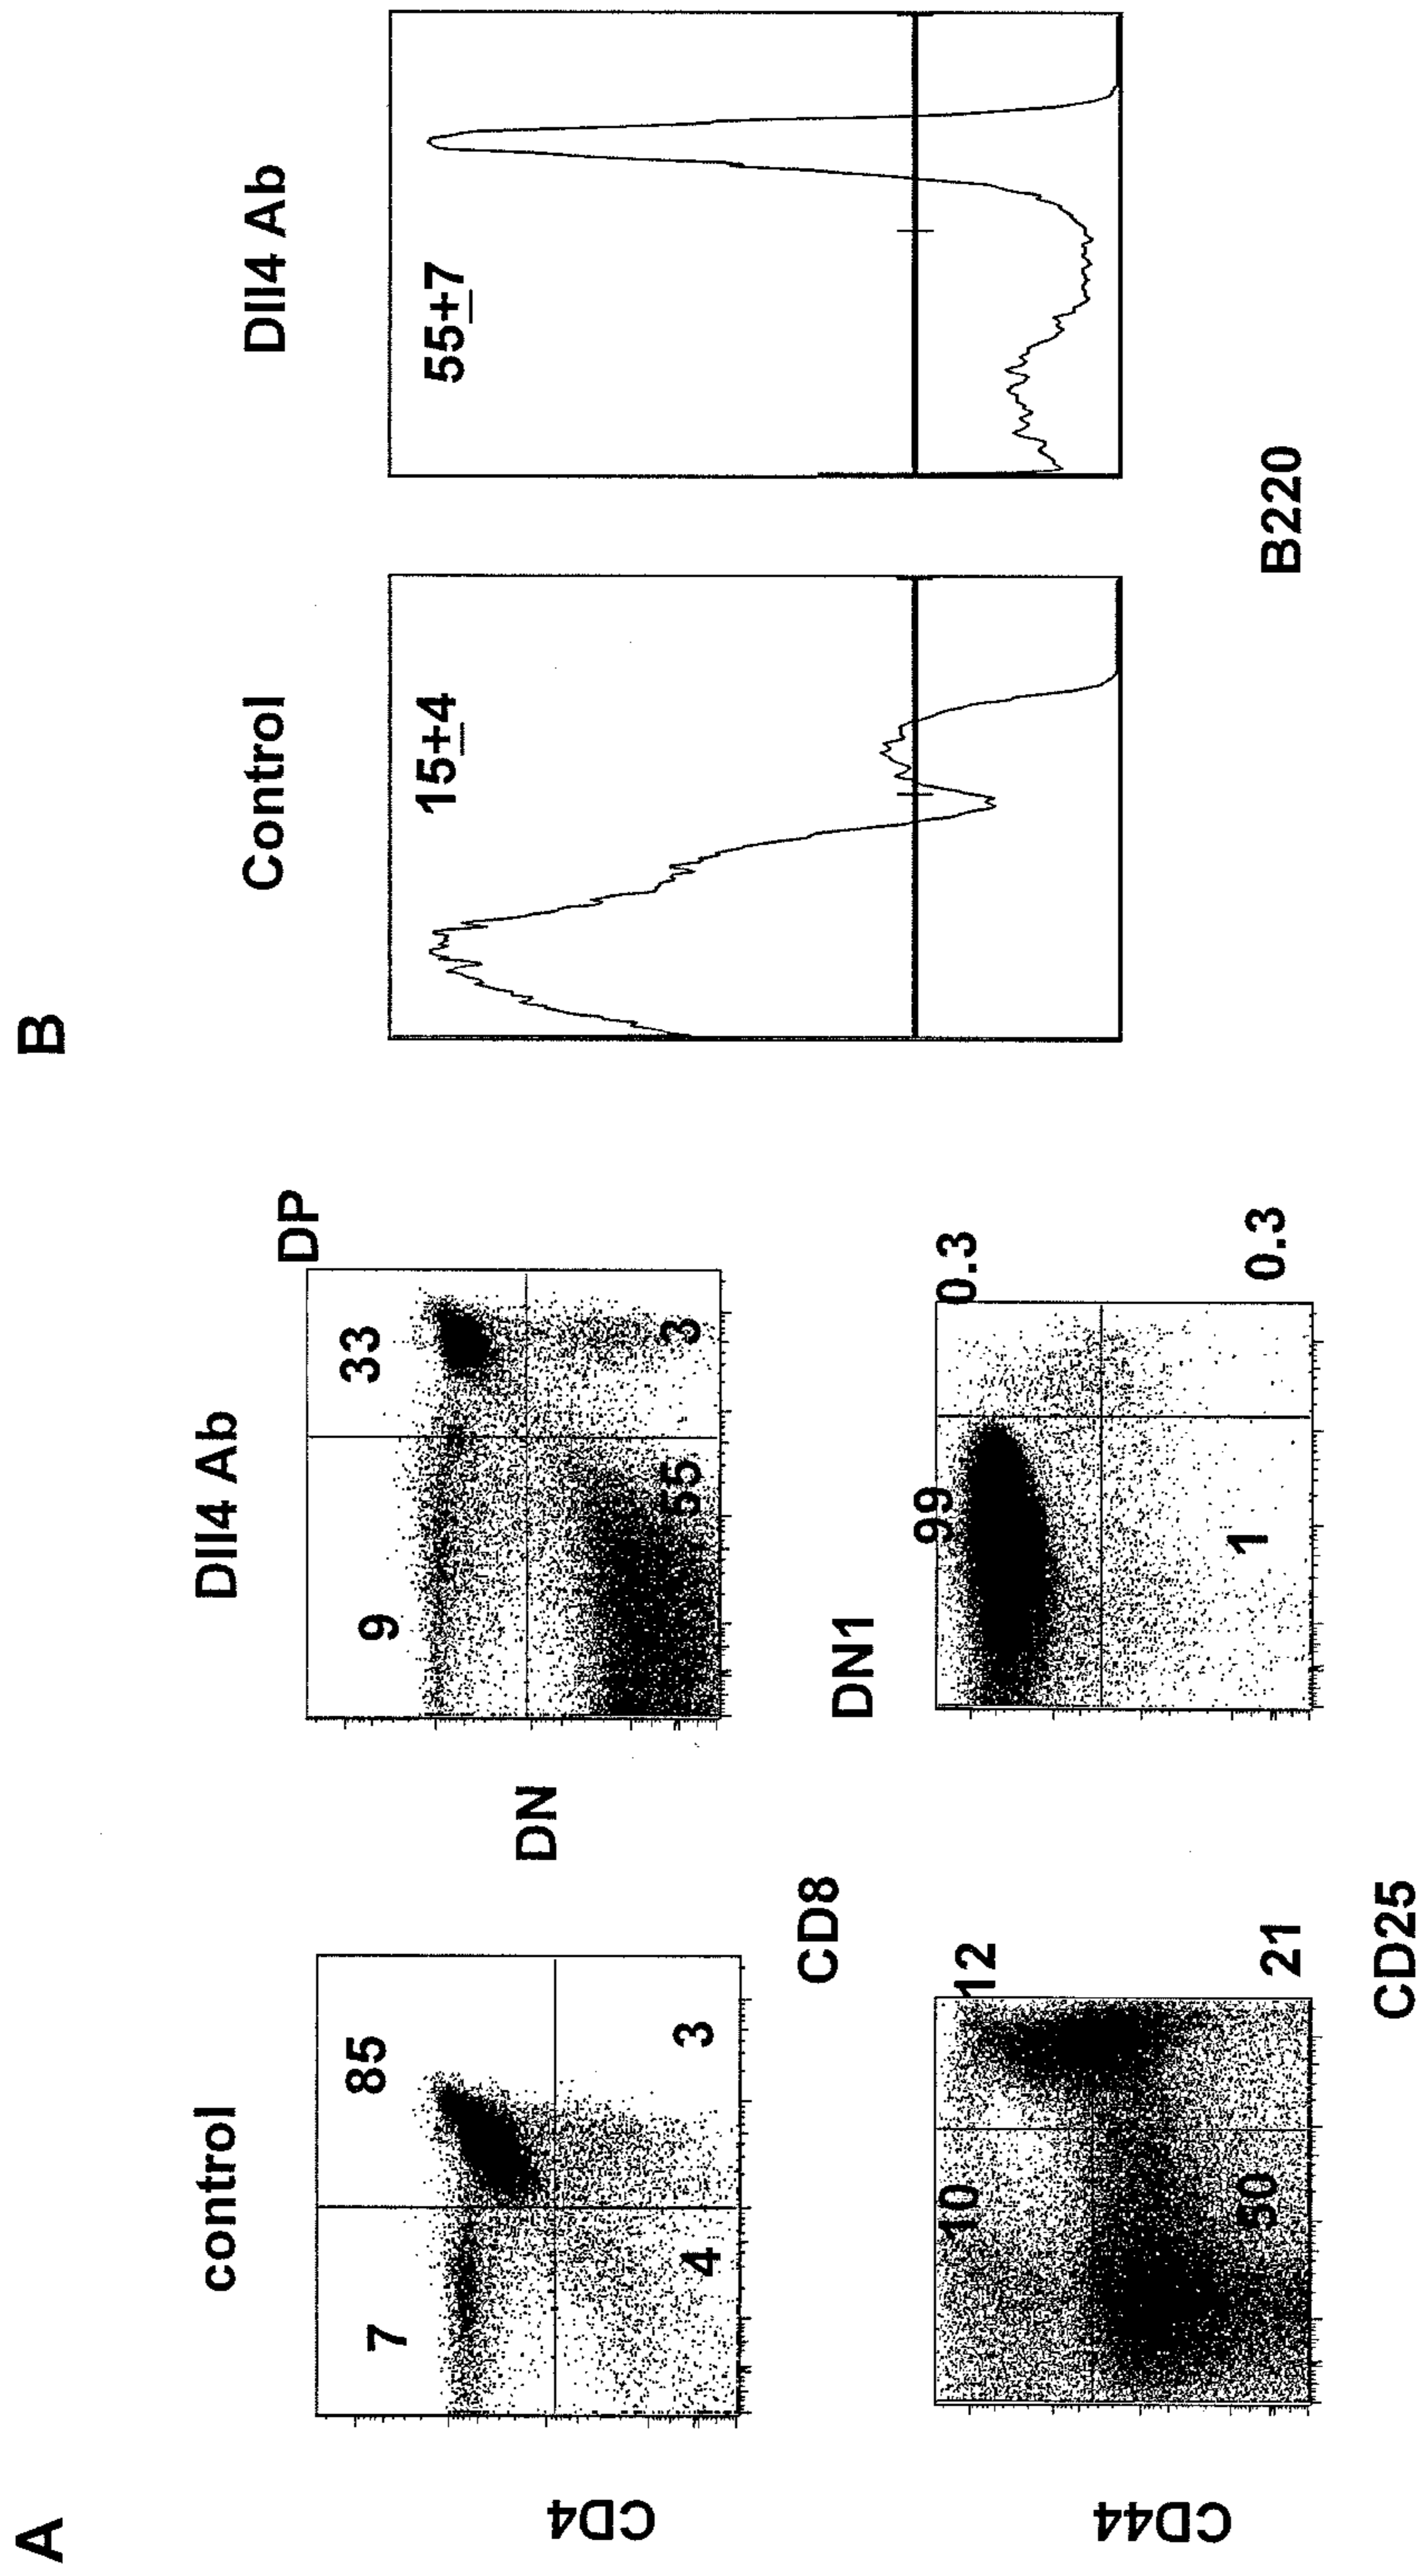 A
control
Dll4 Ab
DP
7
85
9
33
CD4
4
3
DN
55
3
CD8
DN1
10
12
99
0.3
CD44
50
21
1
0.3
CD25
B
Control
Dll4 Ab
15+4
55+7
B220